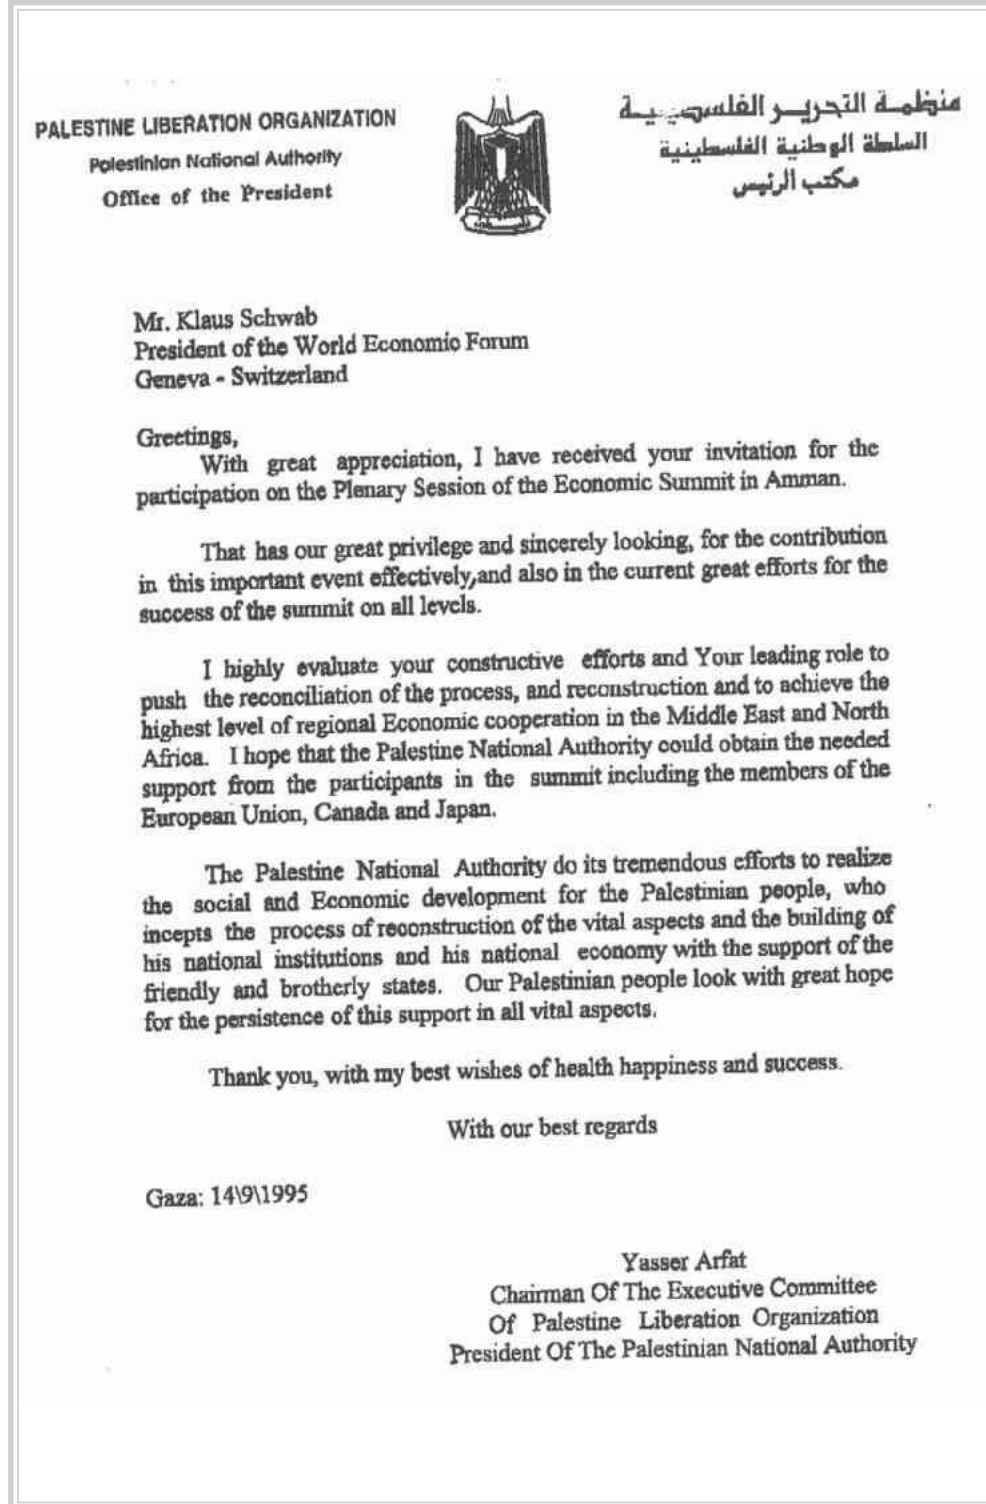 PALESTINE LIBERATION ORGANIZATION
Palestinian National Authority
Office of the President
منظمة التحرير الفلسطينية
السلطة الوطنية الفلسطينية
مكتب الرئيس
Mr. Klaus Schwab
President of the World Economic Forum
Geneva - Switzerland
Greetings,
With great appreciation, I have received your invitation for the
participation on the Plenary Session of the Economic Summit in Amman.
That has our great privilege and sincerely looking, for the contribution
in this important event effectively,and also in the current great efforts for the
success of the summit on all levels.
I highly evaluate your constructive efforts and Your leading role to
push the reconciliation of the process, and reconstruction and to achieve the
highest level of regional Economic cooperation in the Middle East and North
Africa. I hope that the Palestine National Authority could obtain the needed
support from the participants in the summit including the members of the
European Union, Canada and Japan.
The Palestine National Authority do its tremendous efforts to realize
the social and Economic development for the Palestinian people, who
incepts the process of reconstruction of the vital aspects and the building of
his national institutions and his national economy with the support of the
friendly and brotherly states. Our Palestinian people look with great hope
for the persistence of this support in all vital aspects.
Thank you, with my best wishes of health happiness and success.
With our best regards
Gaza: 14\9\1995
Yasser Arfat
Chairman Of The Executive Committee
Of Palestine Liberation Organization
President Of The Palestinian National Authority